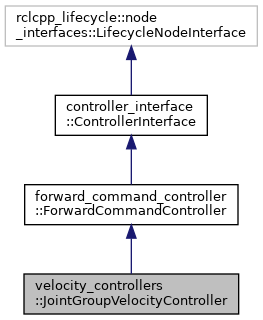 rclcpp_lifecycle::node
_interfaces::LifecycleNodeInterface
controller_interface
::ControllerInterface
forward_command_controller
::ForwardCommandController
velocity_controllers
::JointGroupVelocityController